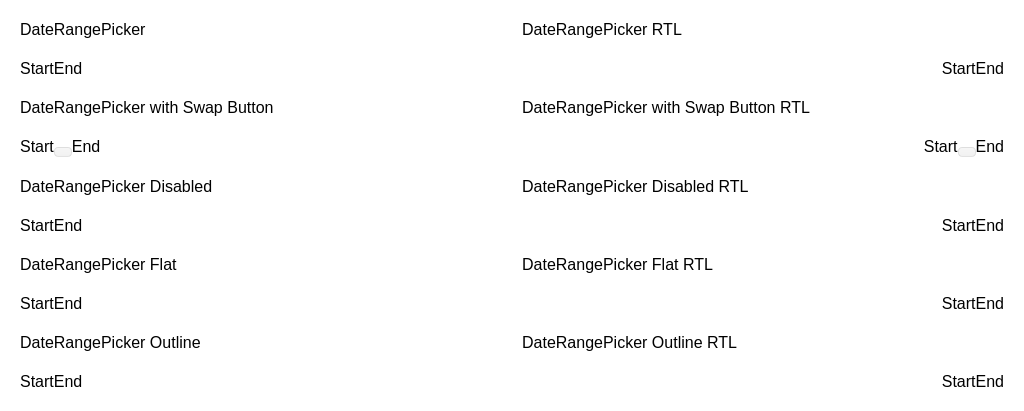 DateRangePicker
DateRangePicker RTL
StartEnd
StartEnd
DateRangePicker with Swap Button
DateRangePicker with Swap Button RTL
Start End
Start End
DateRangePicker Disabled
DateRangePicker Disabled RTL
StartEnd
StartEnd
DateRangePicker Flat
DateRangePicker Flat RTL
StartEnd
StartEnd
DateRangePicker Outline
DateRangePicker Outline RTL
StartEnd
StartEnd